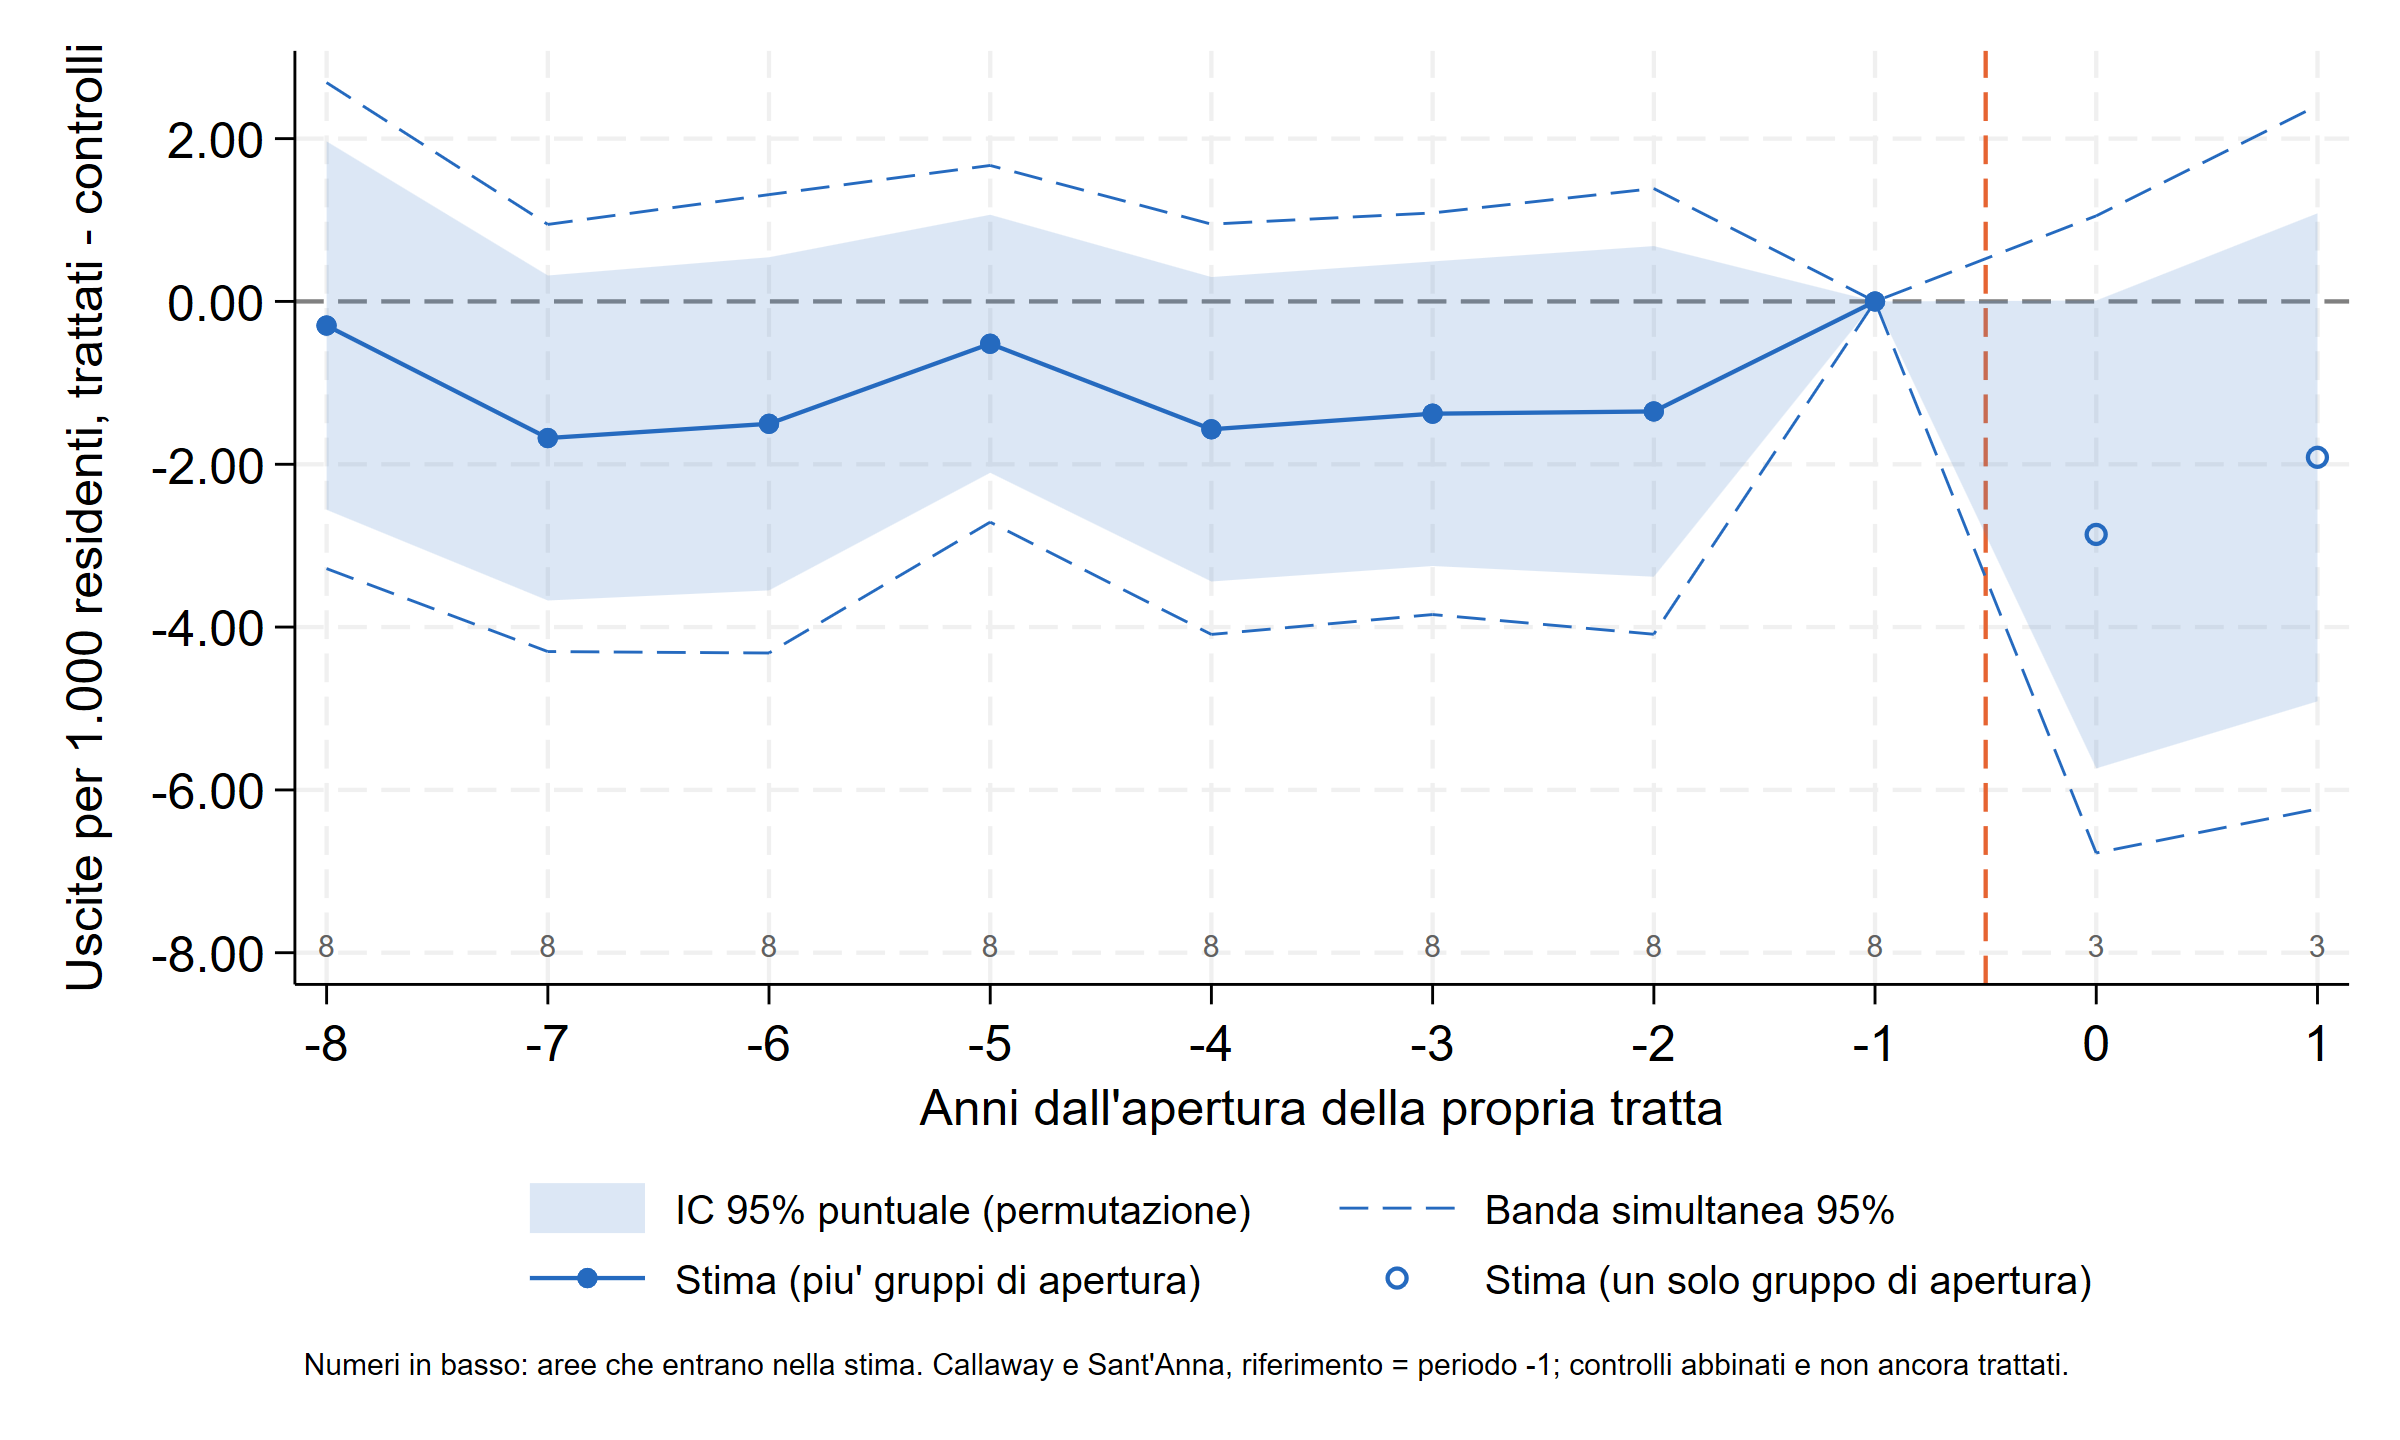 Uscite per 1.000 residenti, trattati - controlli
2.00
0.00
-2.00
-4.00
-6.00
-8.00
8 8 8 8 8 8 8 8 3 3
-8 -7 -6 -5 -4 -3 -2 -1 0 1
Anni dall'apertura della propria tratta
IC 95% puntuale (permutazione) Banda simultanea 95%
Stima (piu' gruppi di apertura) Stima (un solo gruppo di apertura)
Numeri in basso: aree che entrano nella stima. Callaway e Sant'Anna, riferimento = periodo -1; controlli abbinati e non ancora trattati.